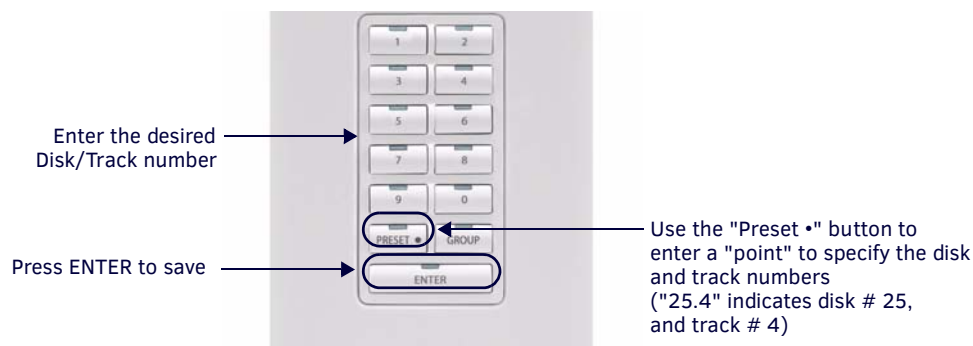 1 2
3 4
5 6
7 8
9 0
PRESET • GROUP
ENTER
Enter the desired
Disk/Track number
Press ENTER to save
Use the "Preset •" button to
enter a "point" to specify the disk
and track numbers
("25.4" indicates disk # 25,
and track # 4)